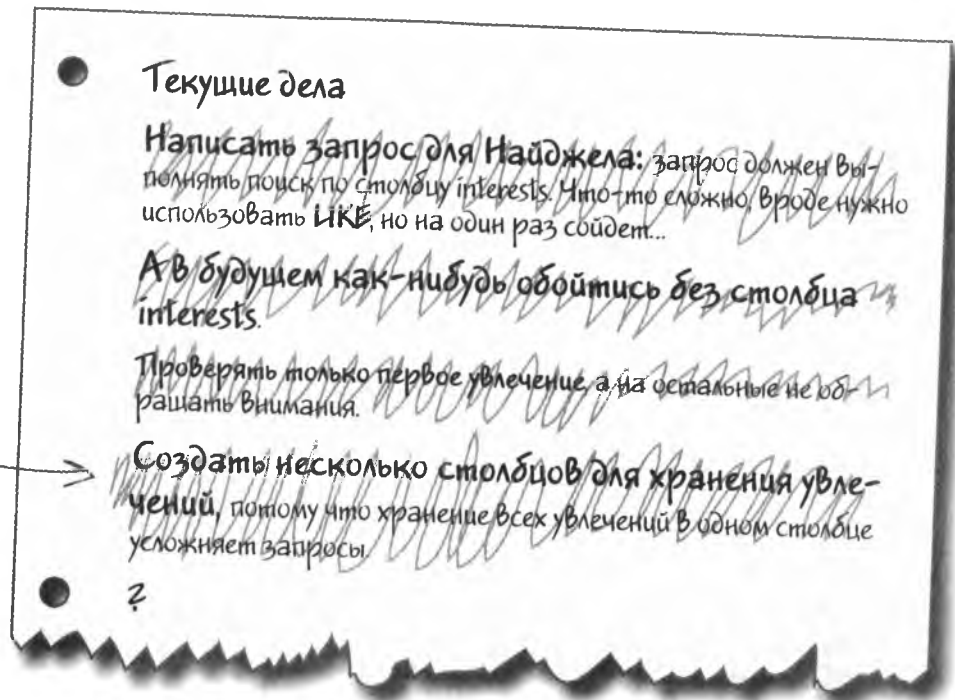 Текущие дела
Написать запрос для Найджела: запрос должен вы-
полнять поиск по столбцу interests. Что-то сложно, вроде нужно
использовать LIKE, но на один раз сойдет...
А в будущем как-нибудь обойтись без столбца
interests.
Проверять только первое увлечение, а на остальные не об-
ращать внимания.
Создать несколько столбцов для хранения увле-
чений, потому что хранение всех увлечений в одном столбце
усложняет запросы.
?